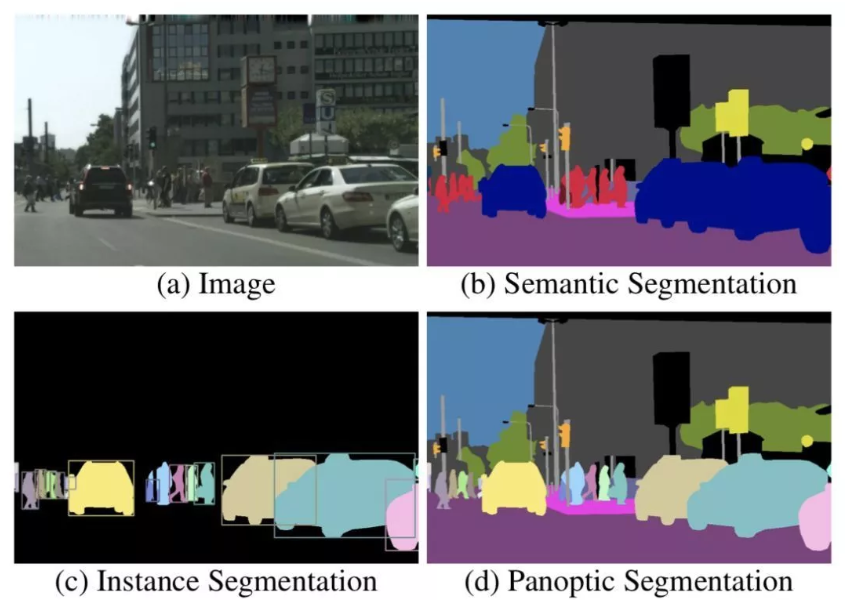 S
U
(a) Image
(b) Semantic Segmentation
(c) Instance Segmentation
(d) Panoptic Segmentation